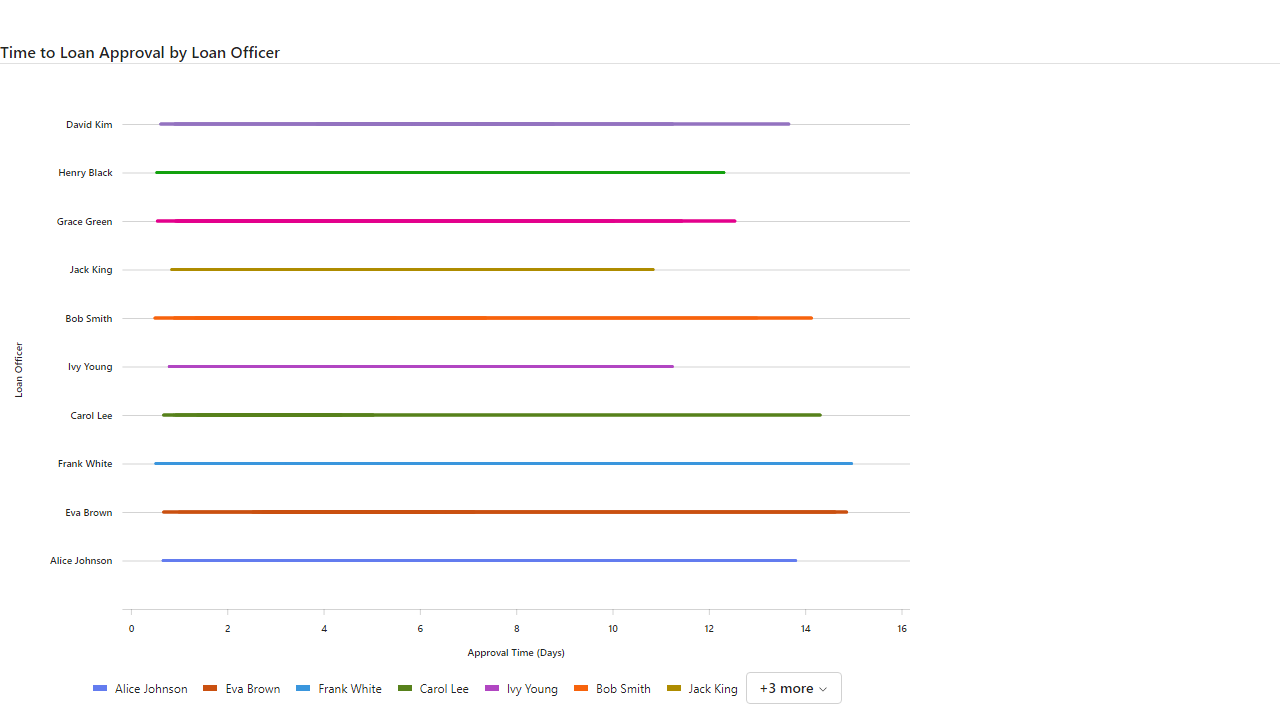 Time to Loan Approval by Loan Officer
David Kim
Henry Black
Grace Green
Jack King
Bob Smith
Ivy Young
Carol Lee
Frank White
Eva Brown
Alice Johnson
Loan Officer
0 2 4 6 8 10 12 14 16
Approval Time (Days)
Alice Johnson Eva Brown Frank White Carol Lee Ivy Young Bob Smith Jack King +3 more